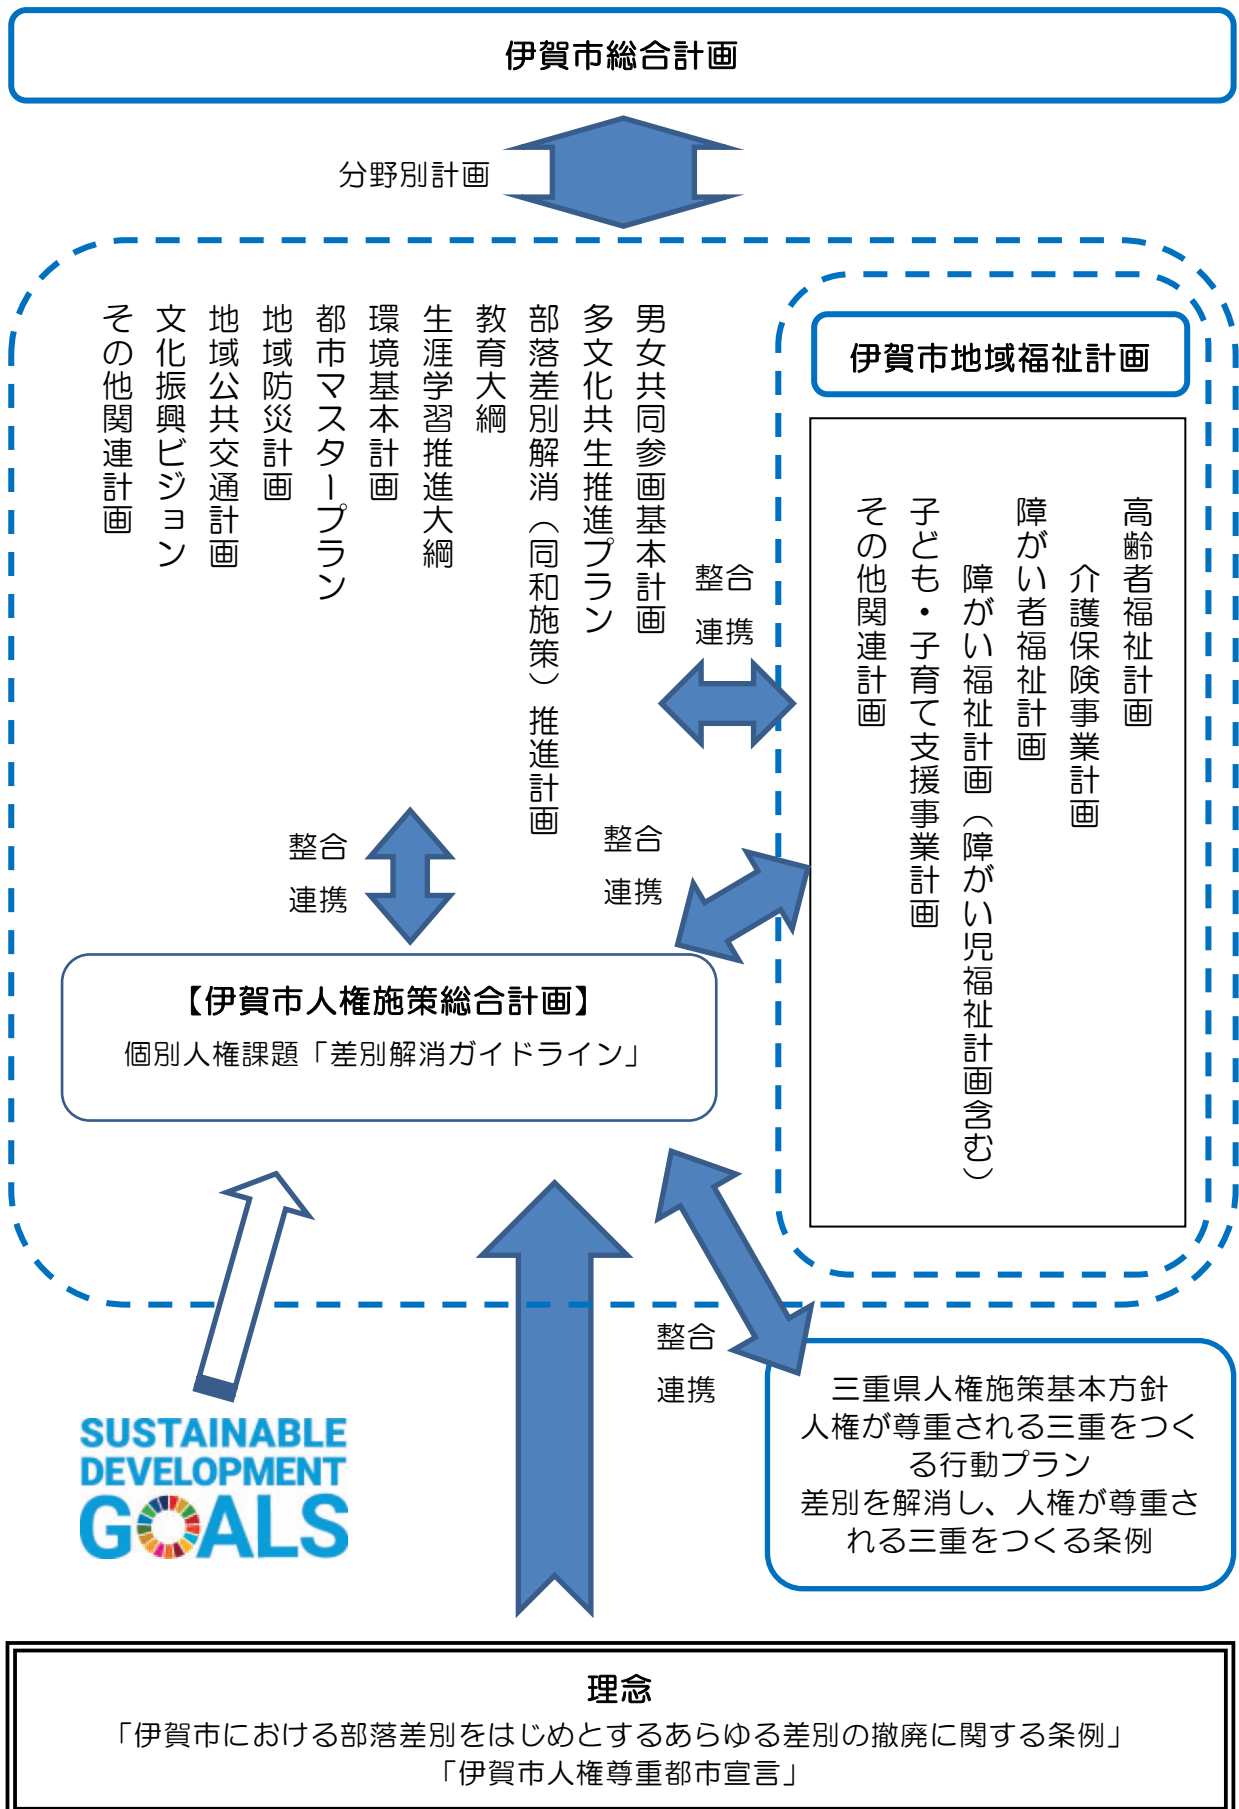 伊賀市総合計画
分野別計画
男女共同参画基本計画
多文化共生推進プラン
部落差別解消（同和施策）推進計画
教育大綱
生涯学習推進大綱
環境基本計画
都市マスタープラン
地域防災計画
地域公共交通計画
文化振興ビジョン
その他関連計画
整合
連携
伊賀市地域福祉計画
高齢者福祉計画
介護保険事業計画
障がい者福祉計画
障がい福祉計画（障がい児福祉計画含む）
子ども・子育て支援事業計画
その他関連計画
整合
連携
整合
連携
【伊賀市人権施策総合計画】
個別人権課題「差別解消ガイドライン」
整合
連携
三重県人権施策基本方針
人権が尊重される三重をつく
る行動プラン
差別を解消し、人権が尊重さ
れる三重をつくる条例
SUSTAINABLE
DEVELOPMENT
GOALS
理念
「伊賀市における部落差別をはじめとするあらゆる差別の撤廃に関する条例」
「伊賀市人権尊重都市宣言」